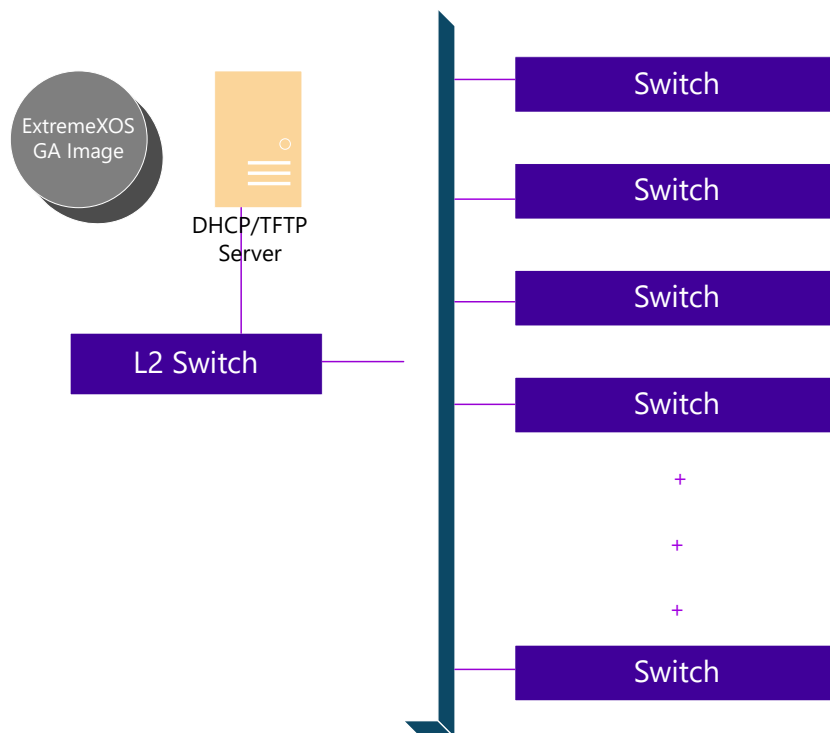 ExtremeXOS
GA Image
DHCP/TFTP
Server
L2 Switch
Switch
Switch
Switch
Switch
+
+
+
Switch